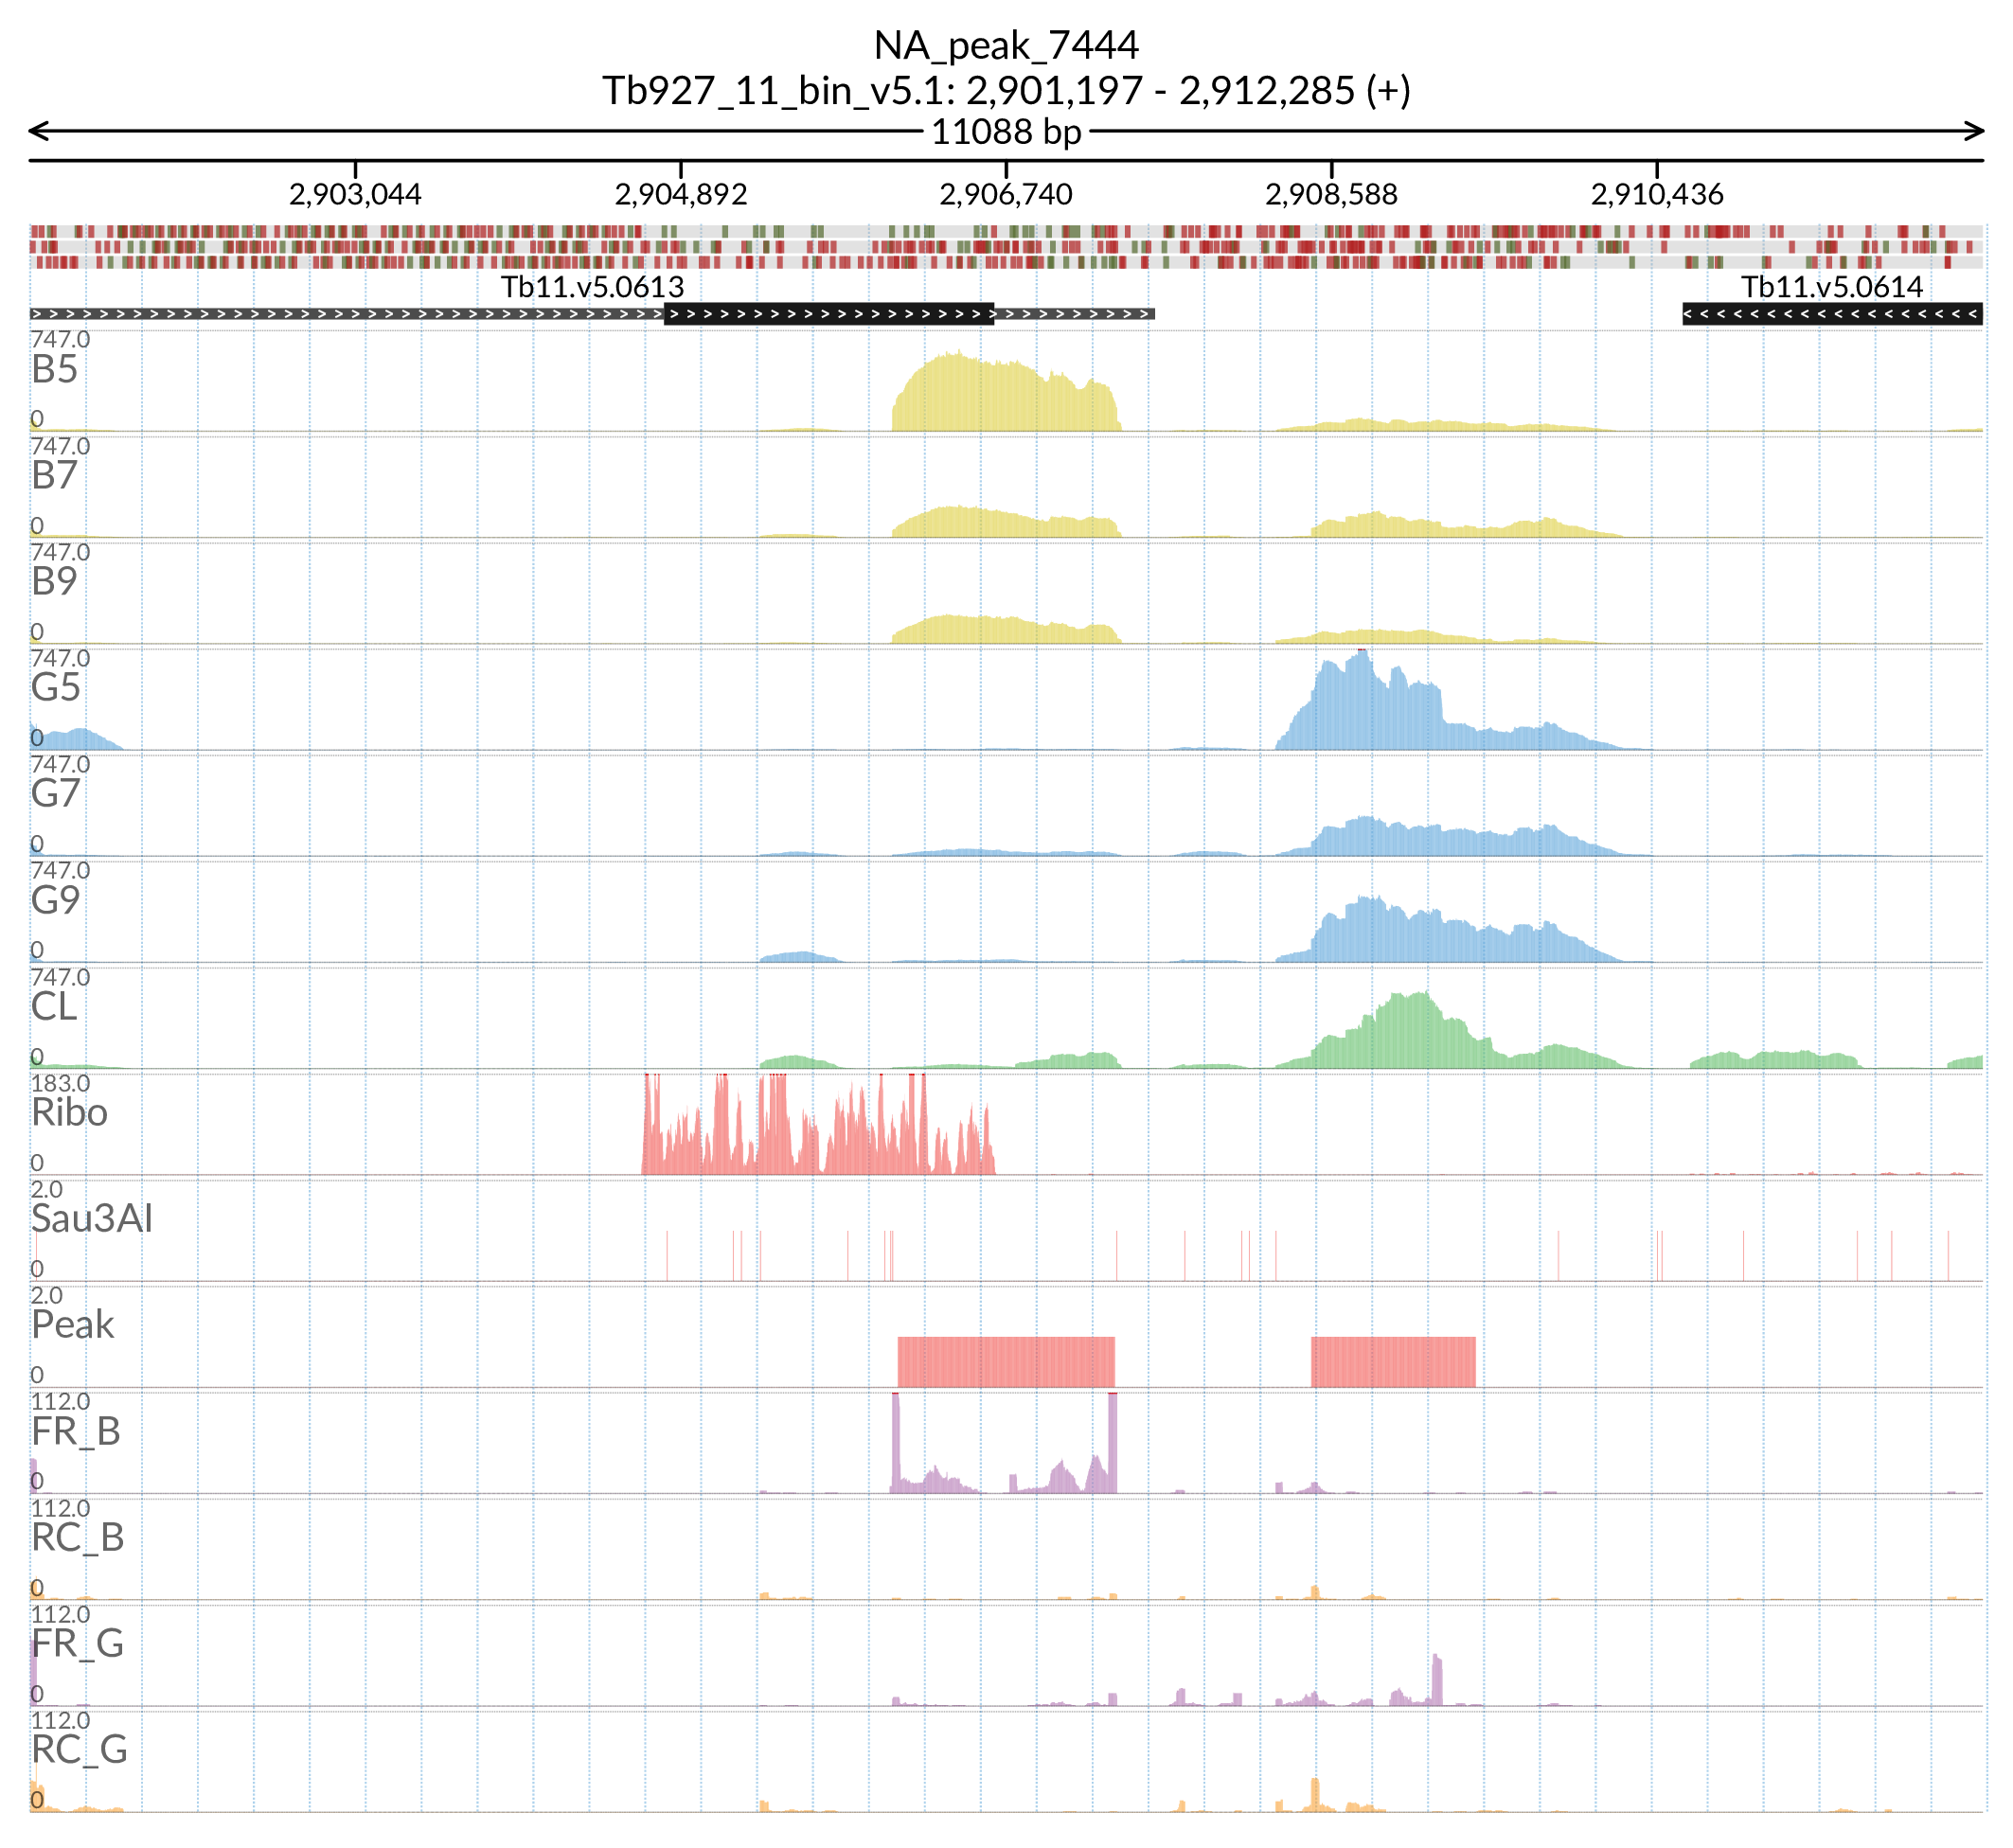 NA_peak_7444
Tb927_11_bin_v5.1: 2,901,197 - 2,912,285 (+)
11088 bp
2,903,044 2,904,892 2,906,740 2,908,588 2,910,436
Tb11.v5.0613 Tb11.v5.0614
747.0
B5
0
747.0
B7
0
747.0
B9
0
747.0
G5
0
747.0
G7
0
747.0
G9
0
747.0
CL
0
183.0
Ribo
0
2.0
Sau3AI
0
2.0
Peak
0
112.0
FR_B
0
112.0
RC_B
0
112.0
FR_G
0
112.0
RC_G
0